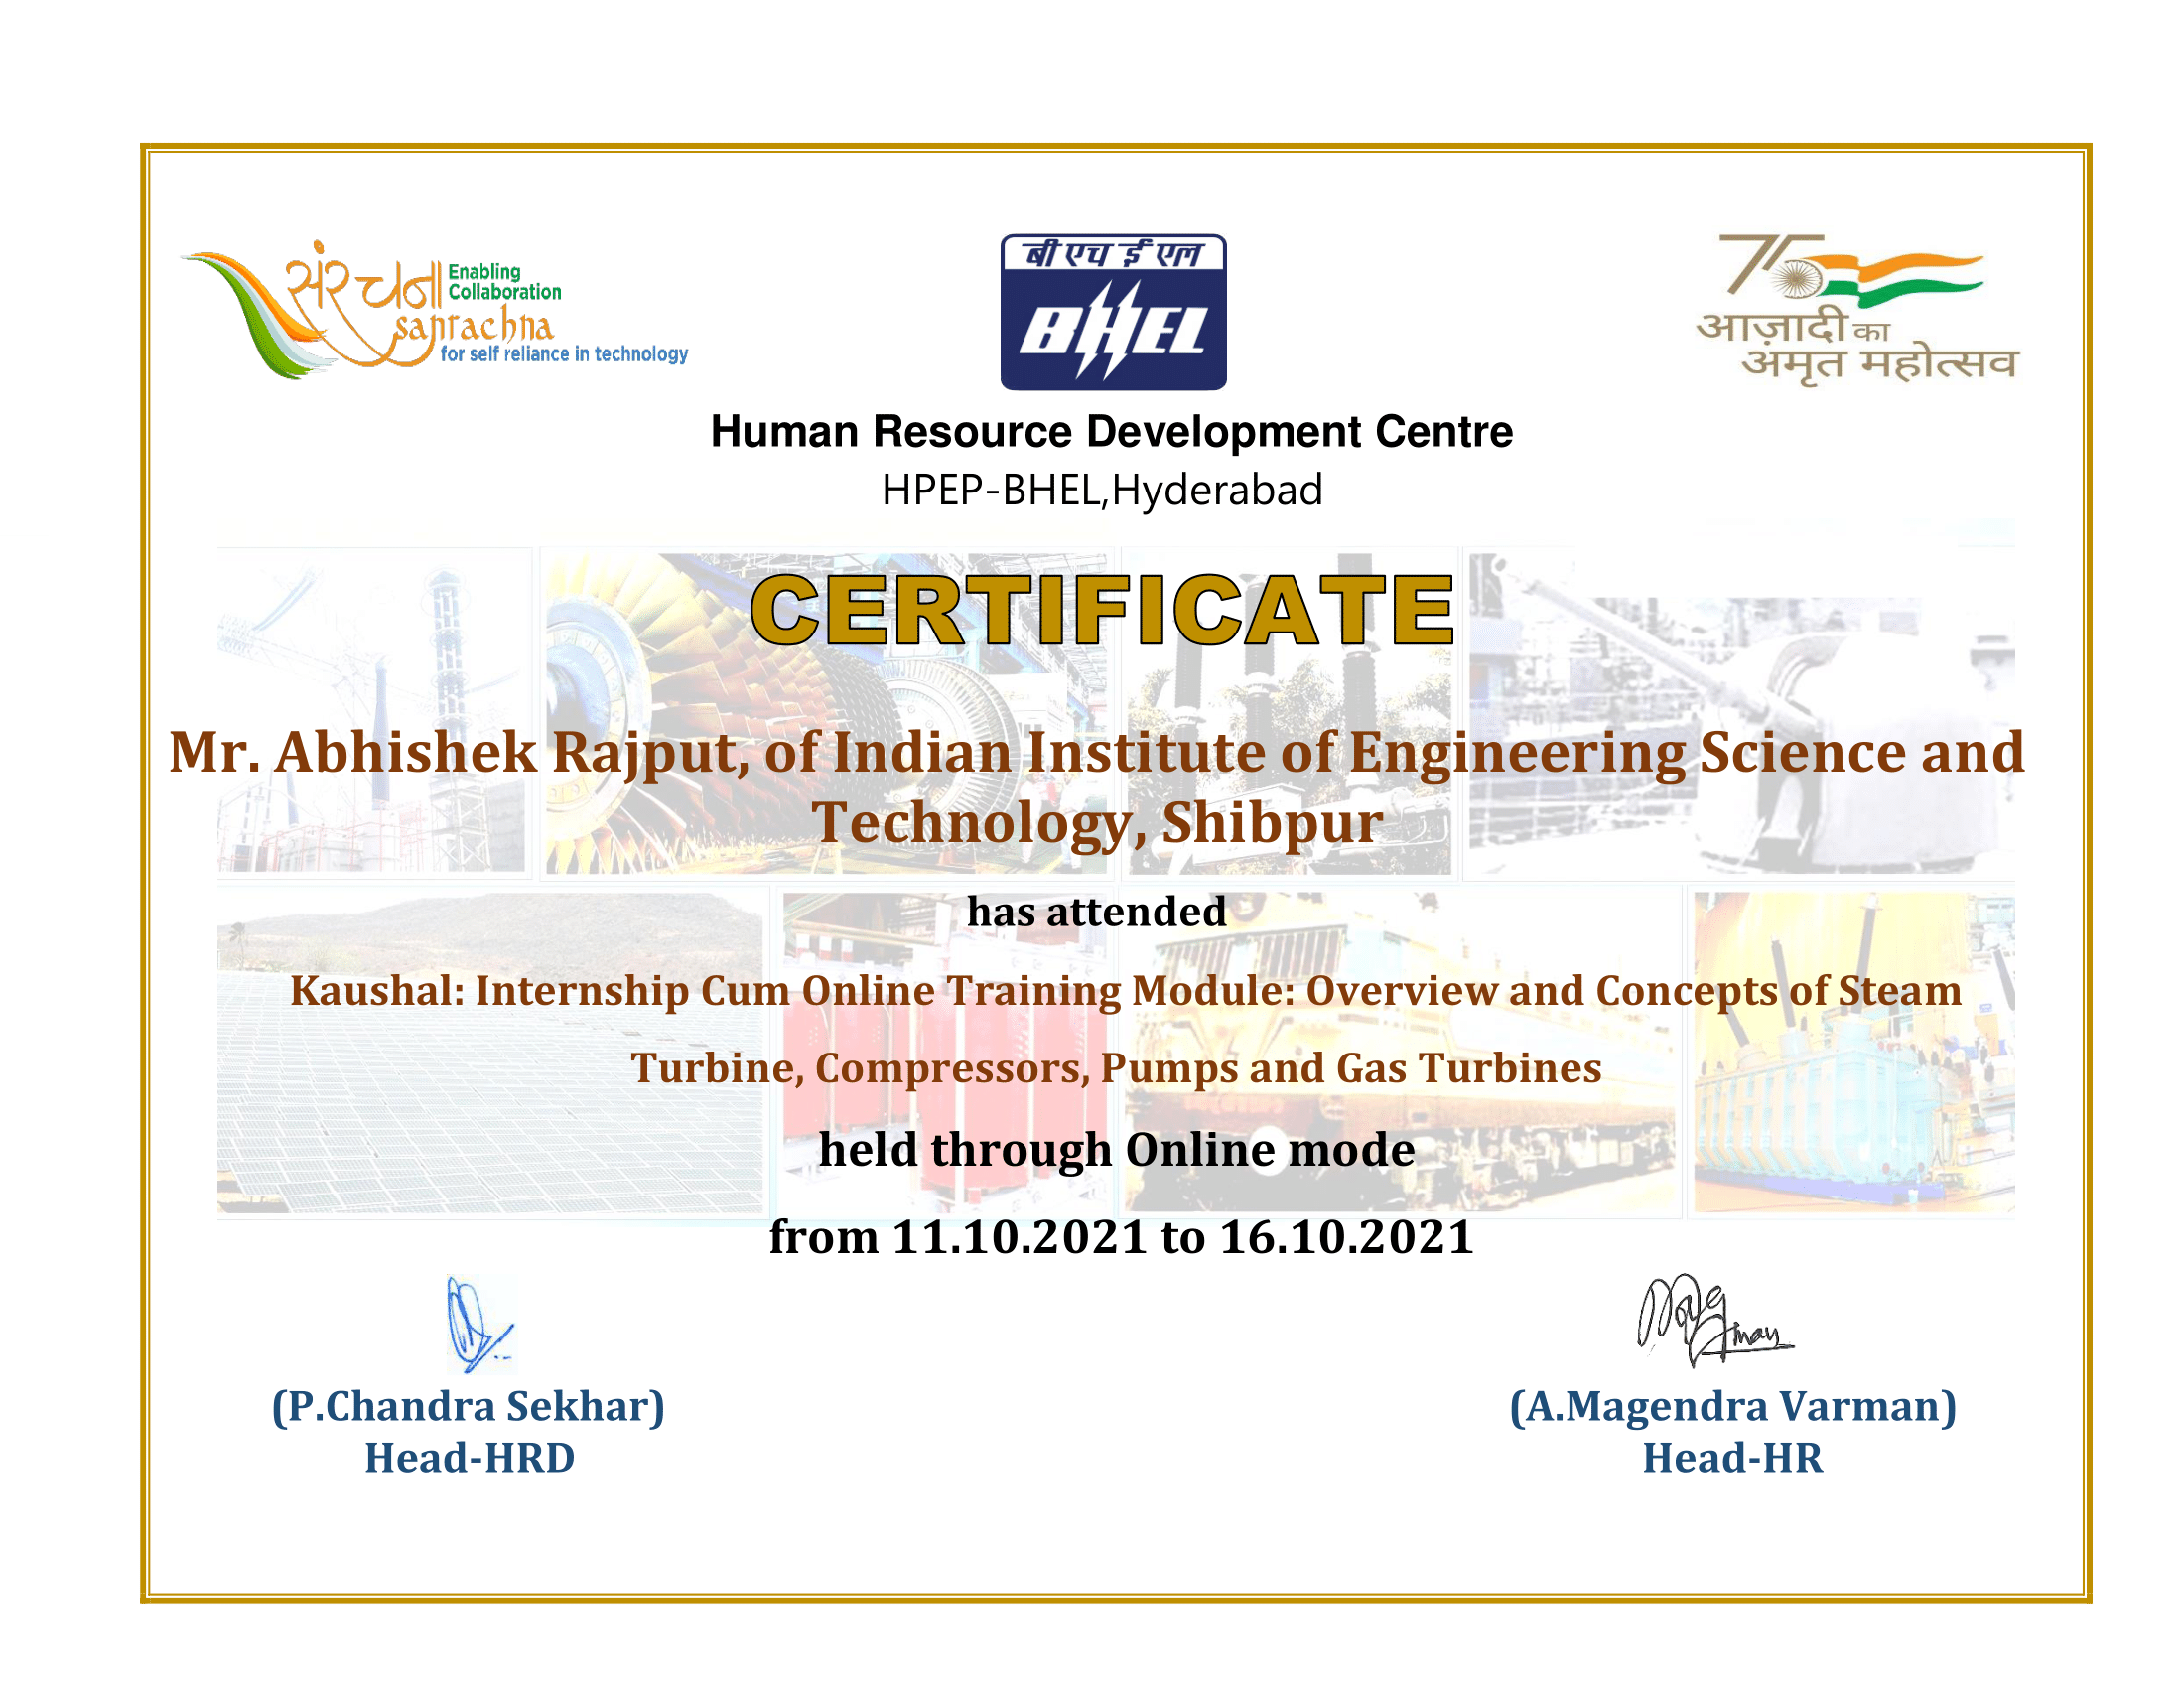 संरचना
Enabling
Collaboration
sanrachna
for self reliance in technology
बी एच ई एल
BHEL
75
आज़ादी का
अमृत महोत्सव
Human Resource Development Centre
HPEP-BHEL,Hyderabad
CERTIFICATE
Mr. Abhishek Rajput, of Indian Institute of Engineering Science and
Technology, Shibpur
has attended
Kaushal: Internship Cum Online Training Module: Overview and Concepts of Steam
Turbine, Compressors, Pumps and Gas Turbines
held through Online mode
from 11.10.2021 to 16.10.2021
(P.Chandra Sekhar)
Head-HRD
(A.Magendra Varman)
Head-HR